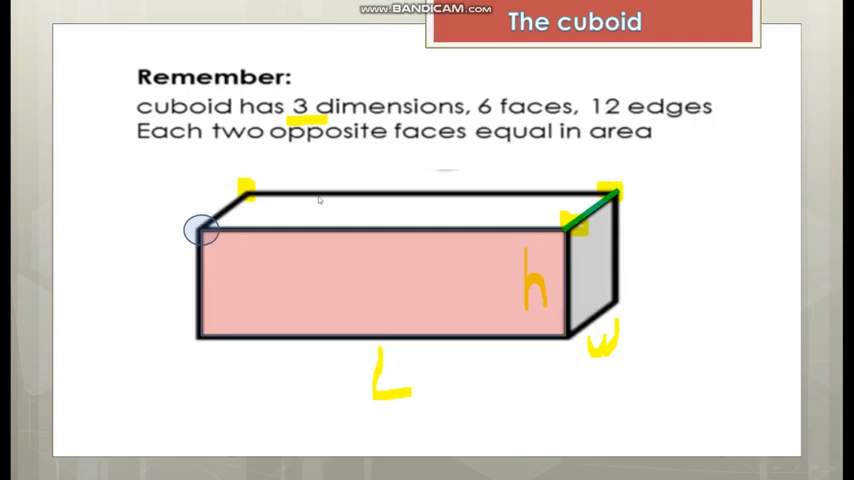 WWW.BANDICAM.COM
The cuboid
Remember:
cuboid has 3 dimensions, 6 faces, 12 edges
Each two opposite faces equal in area
h
w
L